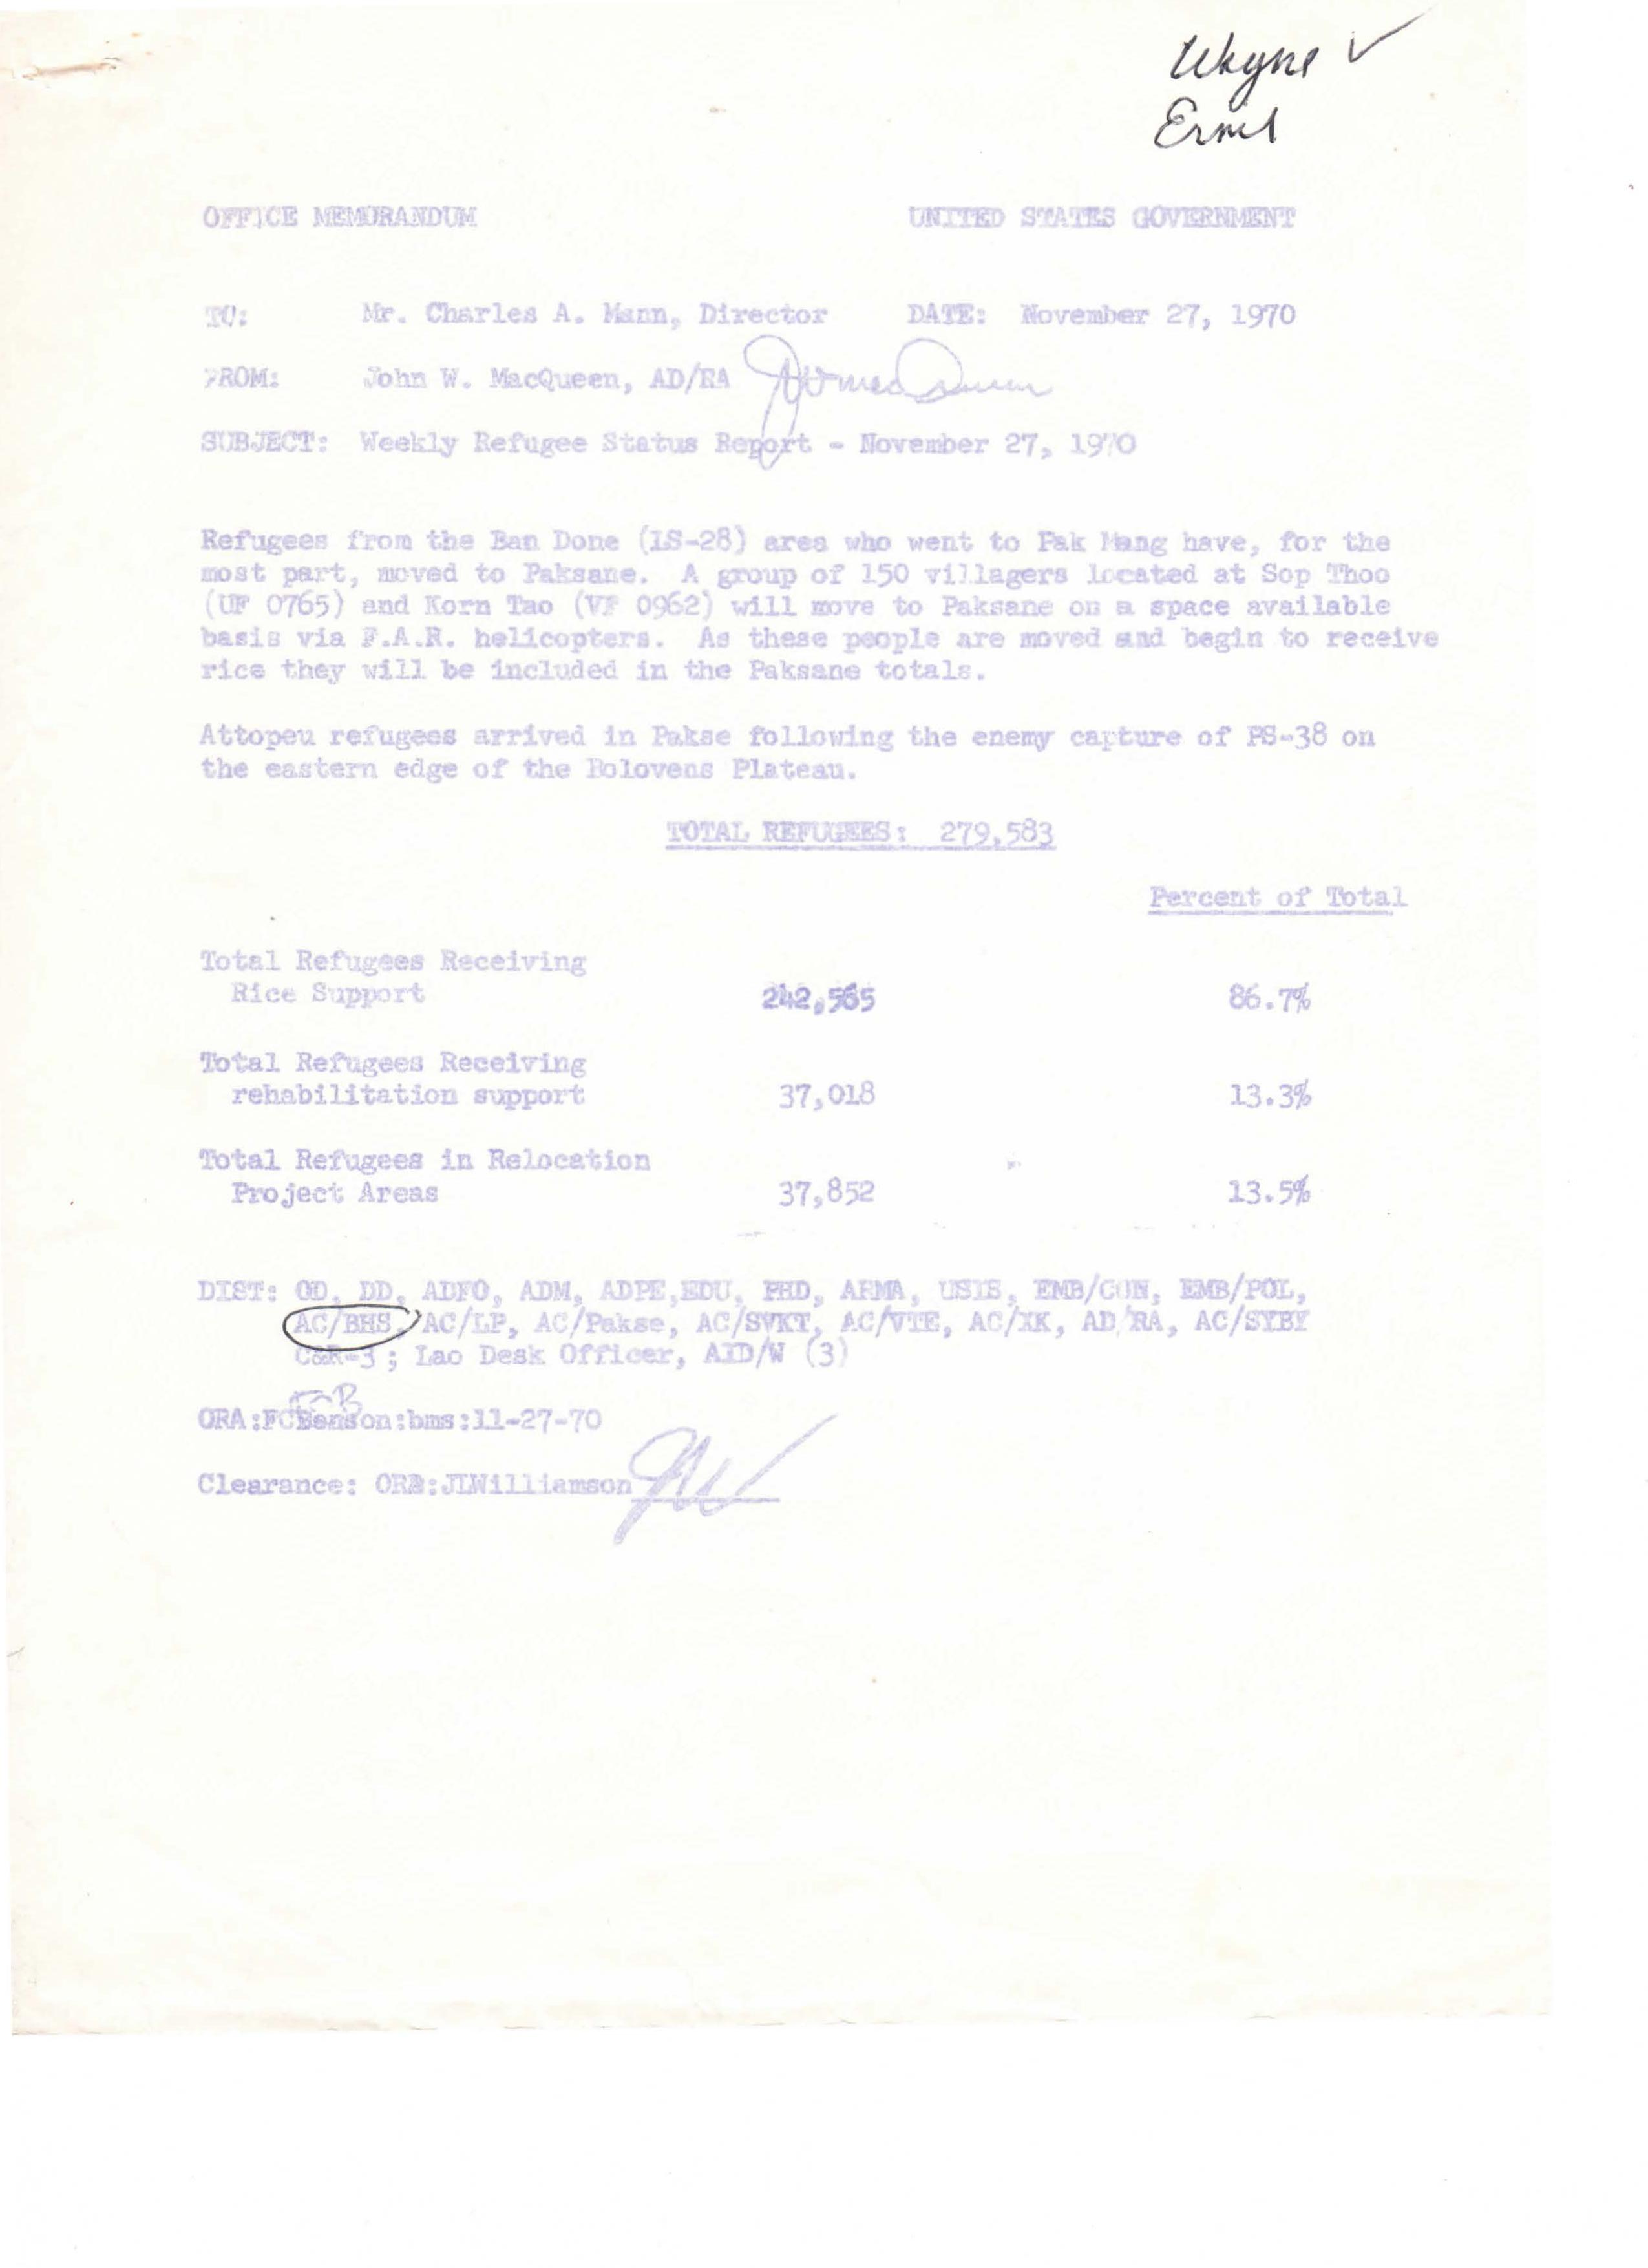 Wayne ✓
OFFICE MEMORANDUM UNITED STATES GOVERNMENT
TO: Mr. Charles A. Mann, Director DATE: November 27, 1970
FROM: John W. MacQueen, AD/RA
SUBJECT: Weekly Refugee Status Report - November 27, 1970
Refugees from the Ban Done (LS-28) area who went to Pak Mang have, for the
most part, moved to Paksane. A group of 150 villagers located at Sop Thoo
(UF 0765) and Korn Tao (VF 0962) will move to Paksane on a space available
basis via F.A.R. helicopters. As these people are moved and begin to receive
rice they will be included in the Paksane totals.
Attopeu refugees arrived in Pakse following the enemy capture of PS-38 on
the eastern edge of the Bolovens Plateau.
TOTAL REFUGEES: 279,583
Percent of Total
Total Refugees Receiving
Rice Support 242,565 86.7%
Total Refugees Receiving
rehabilitation support 37,018 13.3%
Total Refugees in Relocation
Project Areas 37,852 13.5%
DIST: OD, DD, ADFO, ADM, ADPE,EDU, PHD, ARMA, USIS, EMB/CON, EMB/POL,
AC/BHS, AC/LP, AC/Pakse, AC/SVKT, AC/VTE, AC/XK, AD/RA, AC/SYBY
C&R-3 ; Lao Desk Officer, AID/W (3)
FCB
ORA:FCBenson:bms:11-27-70
Clearance: ORA:JLWilliamson